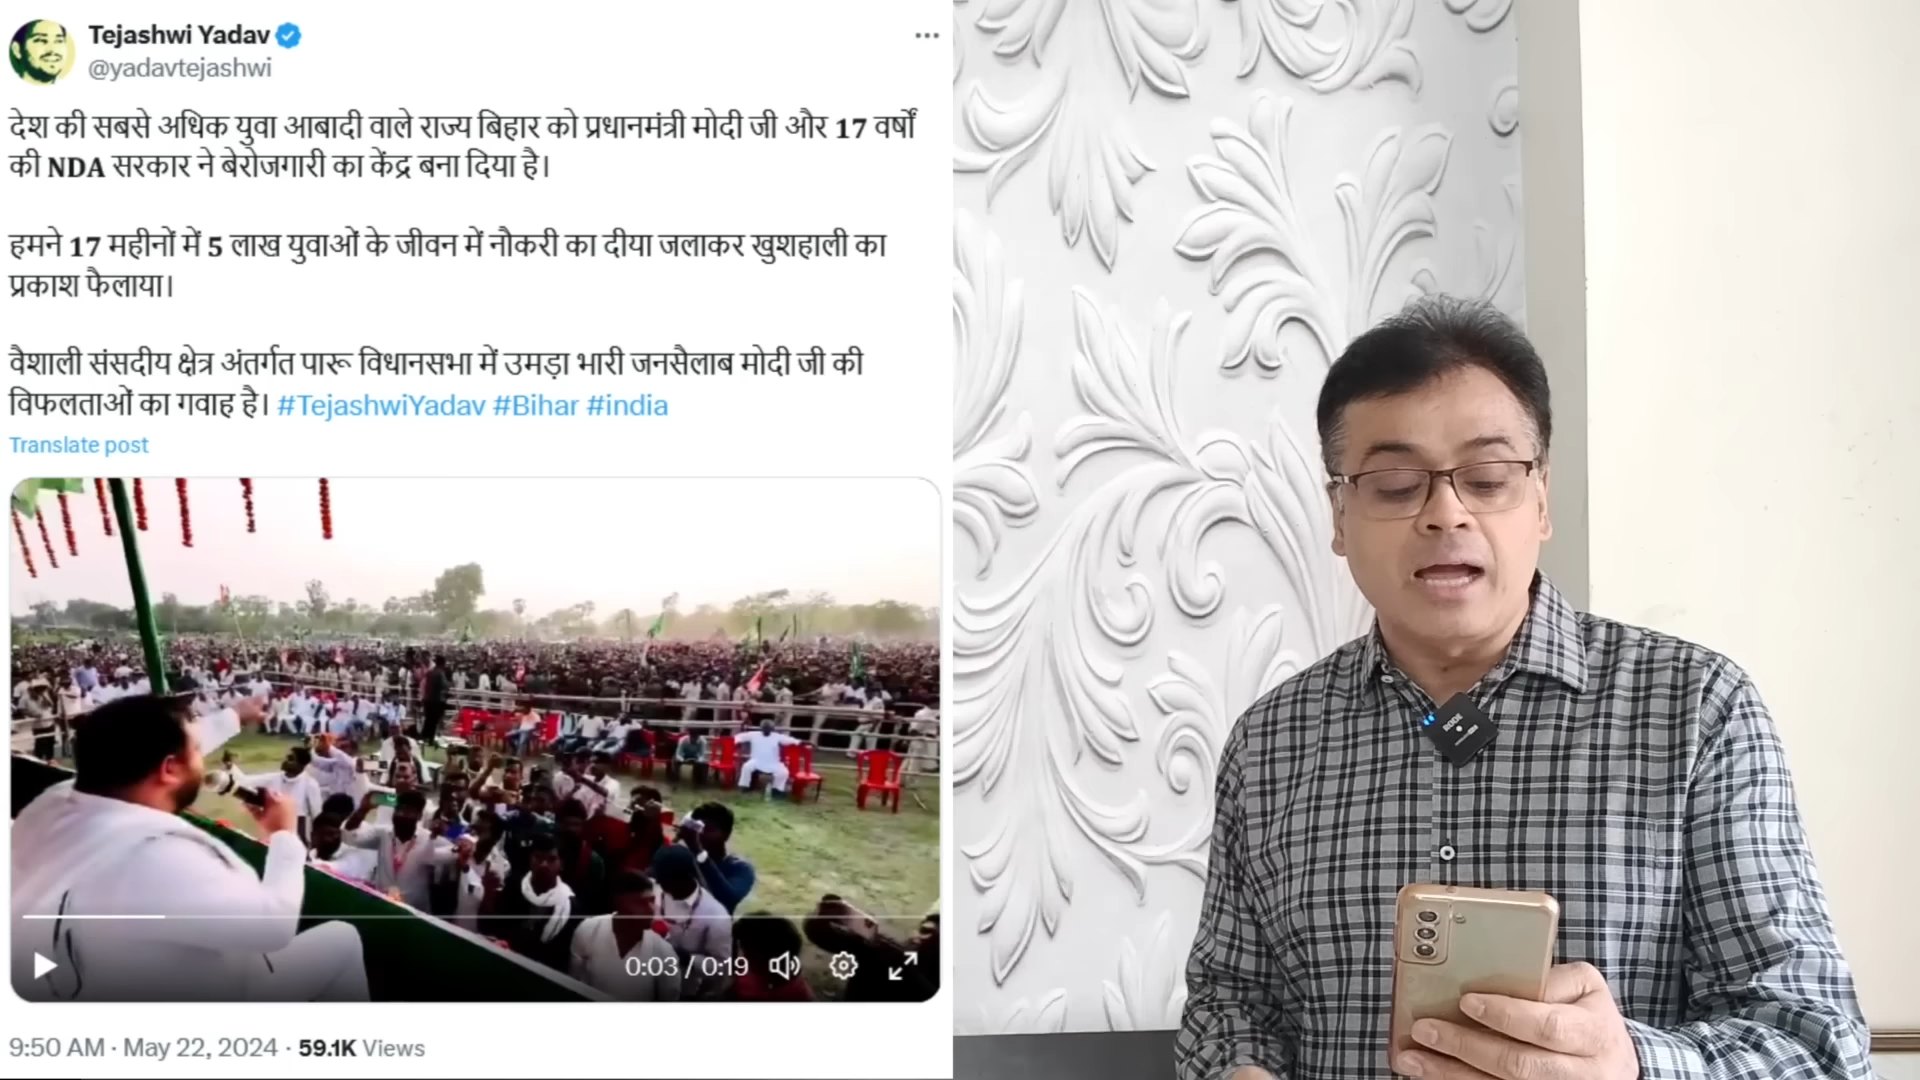 Tejashwi Yadav
@yadavtejashwi
देश की सबसे अधिक युवा आबादी वाले राज्य बिहार को प्रधानमंत्री मोदी जी और 17 वर्षों
की NDA सरकार ने बेरोजगारी का केंद्र बना दिया है।
हमने 17 महीनों में 5 लाख युवाओं के जीवन में नौकरी का दीया जलाकर खुशहाली का
प्रकाश फैलाया।
वैशाली संसदीय क्षेत्र अंतर्गत पारू विधानसभा में उमड़ा भारी जनसैलाब मोदी जी की
विफलताओं का गवाह है। #TejashwiYadav #Bihar #india
Translate post
0:03 / 0:19
9:50 AM · May 22, 2024 · 59.1K Views
RODE